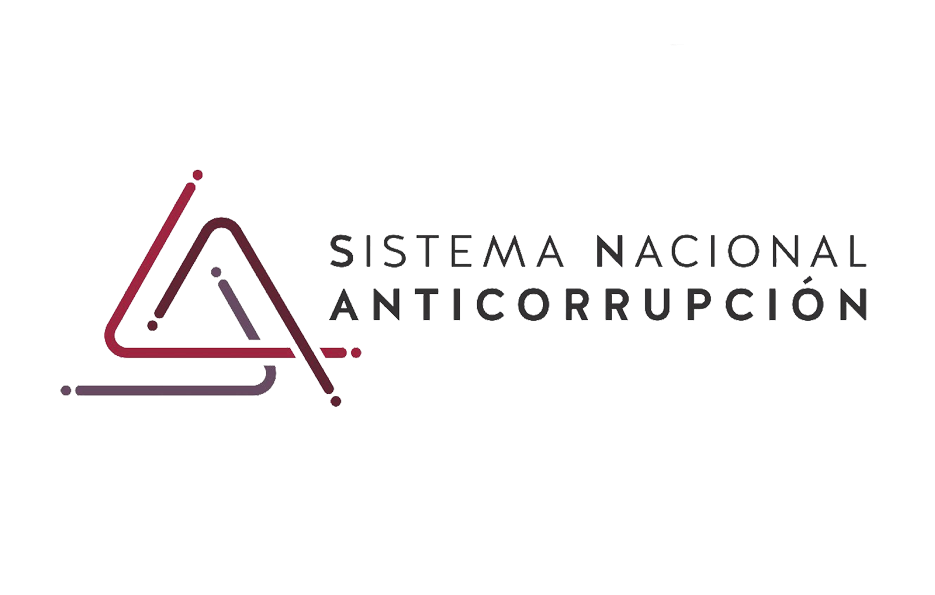 SISTEMA NACIONAL
ANTICORRUPCIÓN